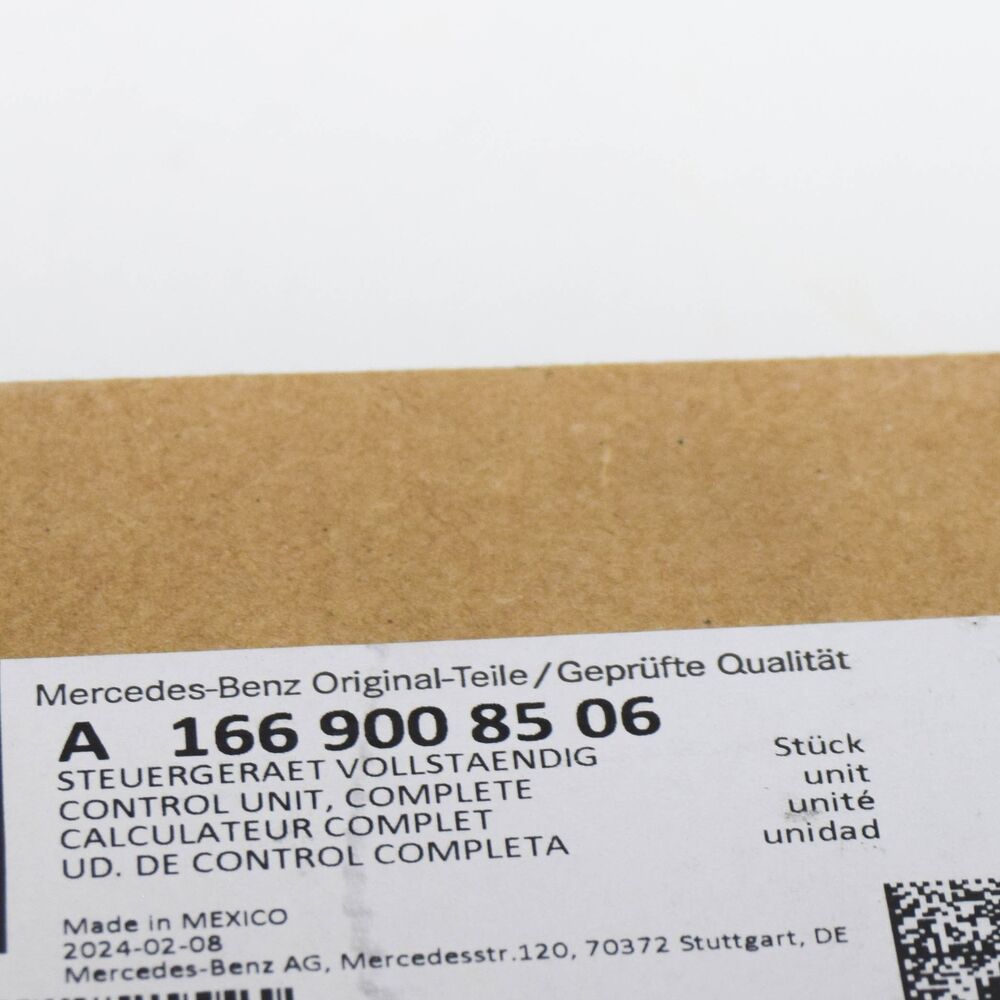 Mercedes-Benz Original-Teile/Geprüfte Qualität
A 166 900 85 06
STEUERGERAET VOLLSTAENDIG
CONTROL UNIT, COMPLETE
CALCULATEUR COMPLET
UD. DE CONTROL COMPLETA
Stück
unit
unité
unidad
Made in MEXICO
2024-02-08
Mercedes-Benz AG, Mercedesstr.120, 70372 Stuttgart, DE